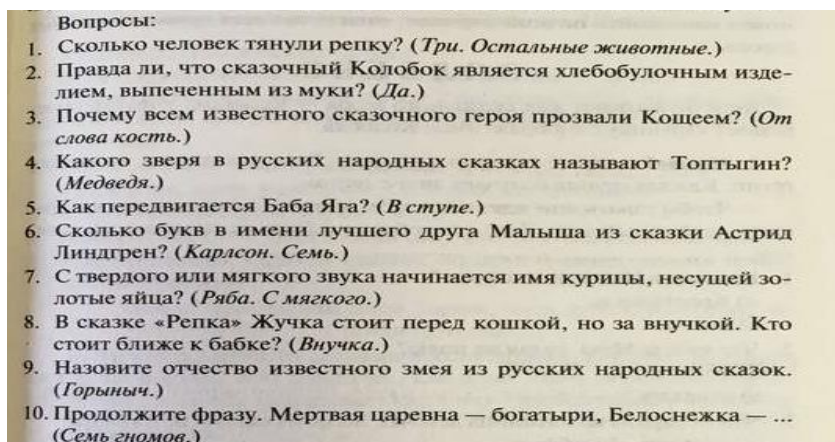 Вопросы:
1. Сколько человек тянули репку? (Три. Остальные животные.)
2. Правда ли, что сказочный Колобок является хлебобулочным изде-
лием, выпеченным из муки? (Да.)
3. Почему всем известного сказочного героя прозвали Кощеем? (От
слова кость.)
4. Какого зверя в русских народных сказках называют Топтыгин?
(Медведя.)
5. Как передвигается Баба Яга? (В ступе.)
6. Сколько букв в имени лучшего друга Малыша из сказки Астрид
Линдгрен? (Карлсон. Семь.)
7. С твердого или мягкого звука начинается имя курицы, несущей зо-
лотые яйца? (Ряба. С мягкого.)
8. В сказке «Репка» Жучка стоит перед кошкой, но за внучкой. Кто
стоит ближе к бабке? (Внучка.)
9. Назовите отчество известного змея из русских народных сказок.
(Горыныч.)
10. Продолжите фразу. Мертвая царевна — богатыри, Белоснежка — ...
(Семь гномов.)